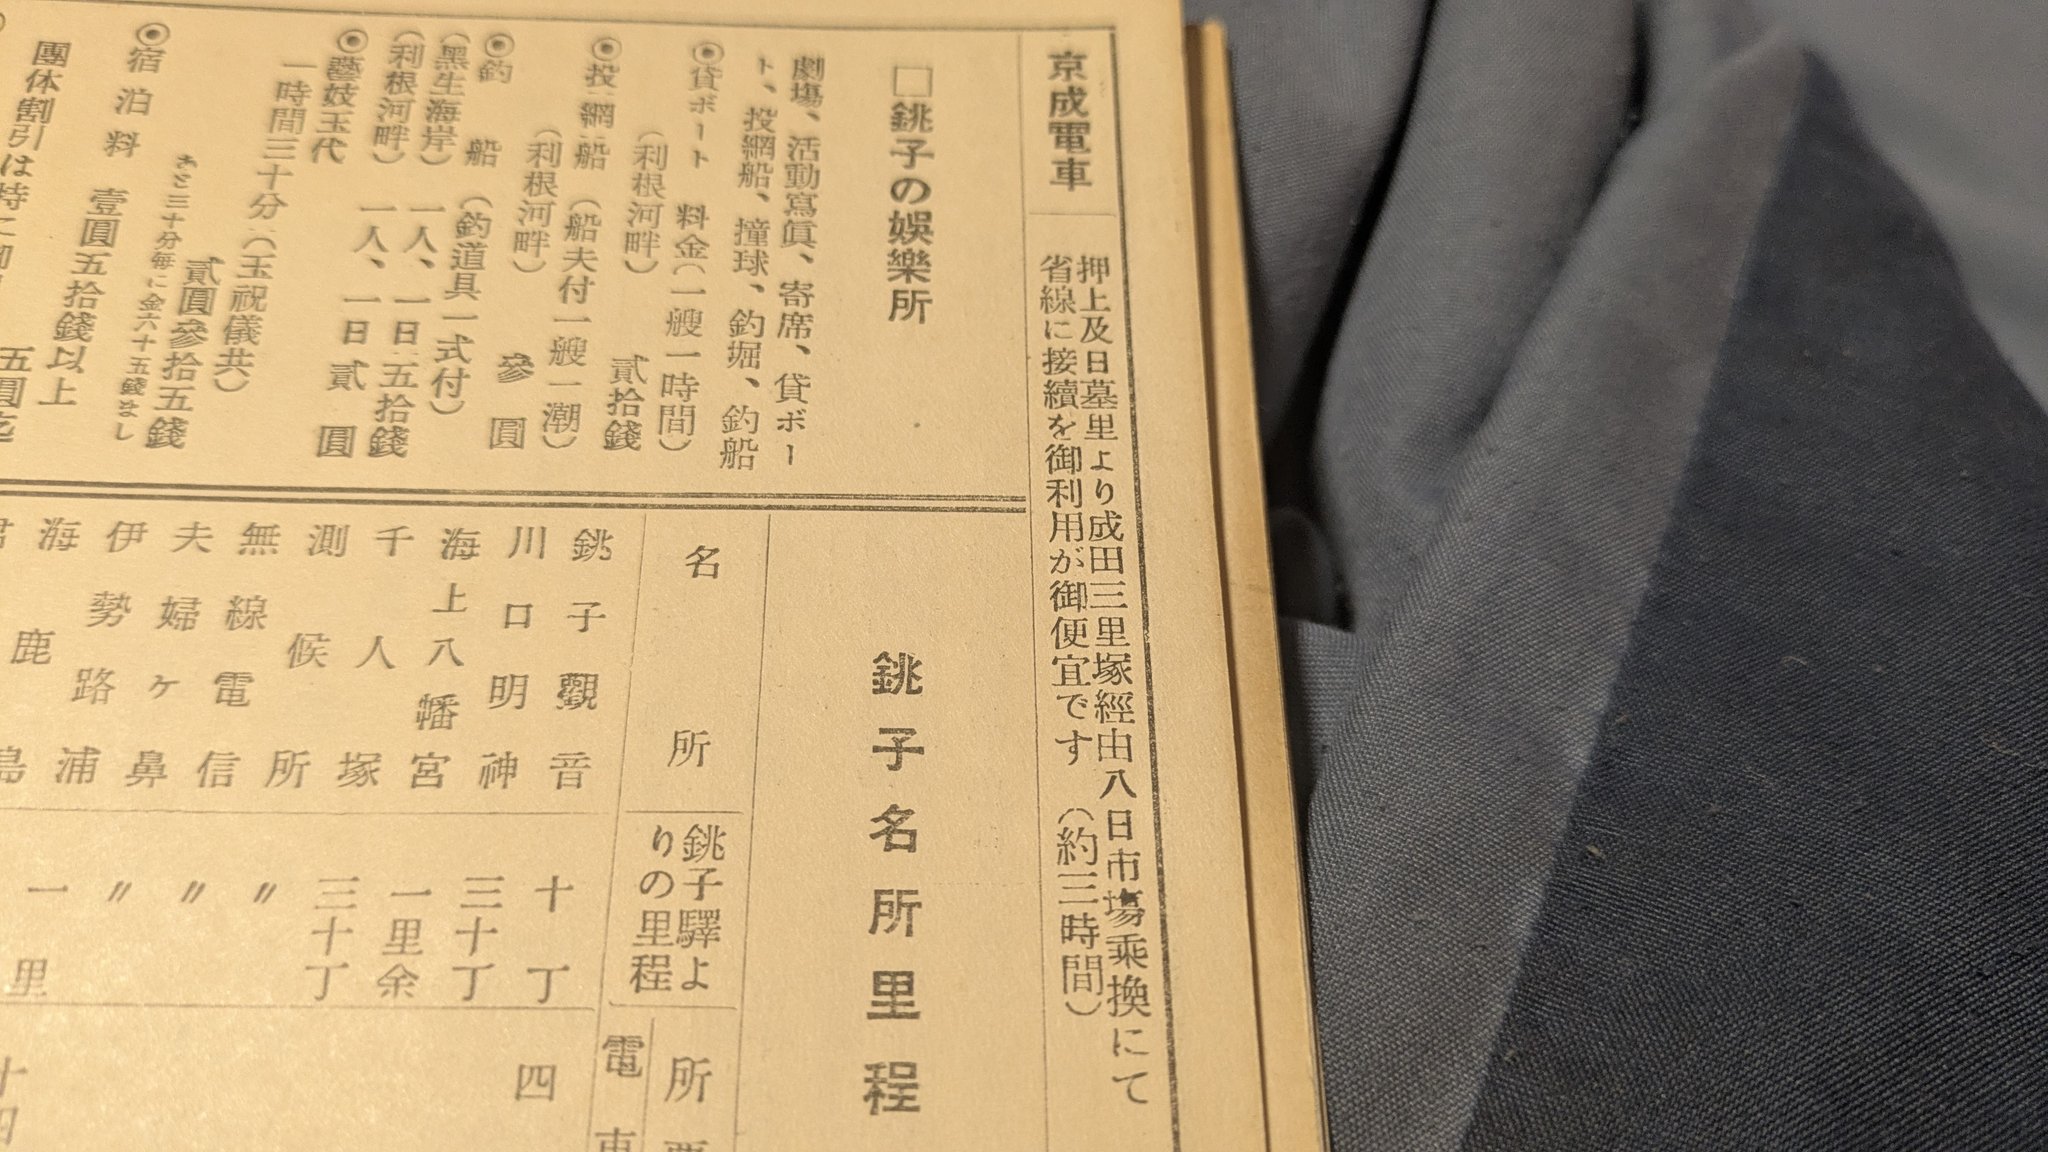 京成電車
押上及日墓里より成田三里塚經由八日市場乘換にて
省線に接續を御利用が御便宜です　(約三時間)
□銚子の娯樂所
劇場、活動寫眞、寄席、貸ボー
ト、投網船、撞球、釣堀、釣船
◉貸ボート　料金(一艘一時間)
(利根河畔)　貳拾錢
◉投網船　(船夫付一艘一潮)
(利根河畔)　參圓
◉釣船　(釣道具一式付)
(黑生海岸)　一人、一日五拾錢
(利根河畔)　一人、一日貳圓
◉藝妓玉代
一時間三十分(玉祝儀共)
貳圓參拾五錢
あと三十分每に金六十五錢まし
◉宿泊料　壹圓五拾錢以上
五圓迄
團体割引は特に
銚子名所里程
名所
銚子驛よ
りの里程
電車
所要
銚子觀音　十丁　四
川口明神　三十丁
海上八幡宮　一里余
千人塚　三十丁
測候所　〃
無線電信　〃
夫婦ヶ鼻　〃
伊勢路浦　一里
海鹿島